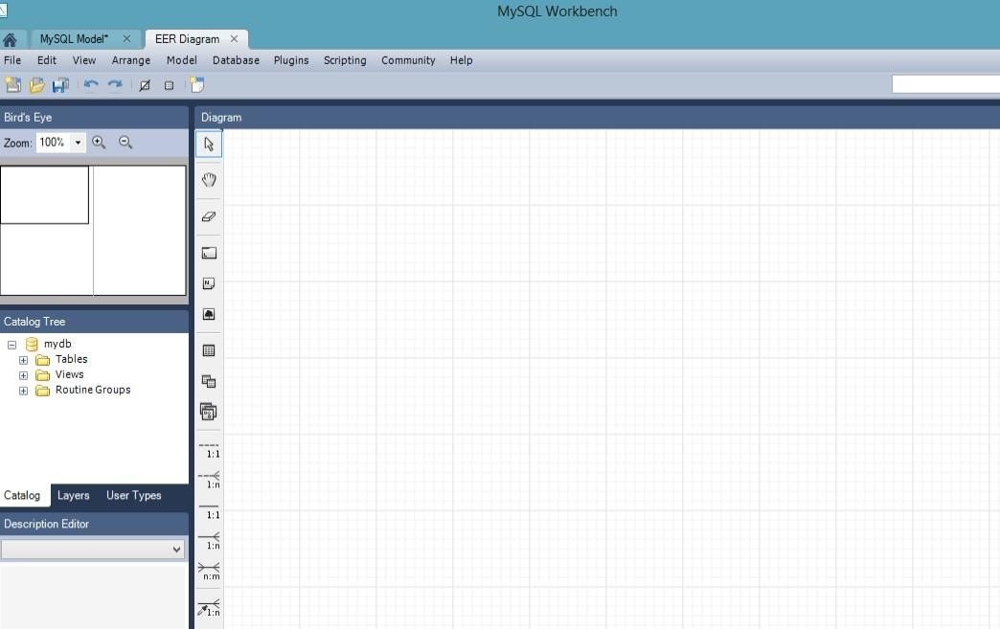 MySQL Workbench
MySQL Model* EER Diagram
File Edit View Arrange Model Database Plugins Scripting Community Help
Bird's Eye
Diagram
Zoom: 100%
Catalog Tree
mydb
Tables
Views
Routine Groups
Catalog Layers User Types
Description Editor
1:1
1:n
1:1
1:n
n:m
1:n